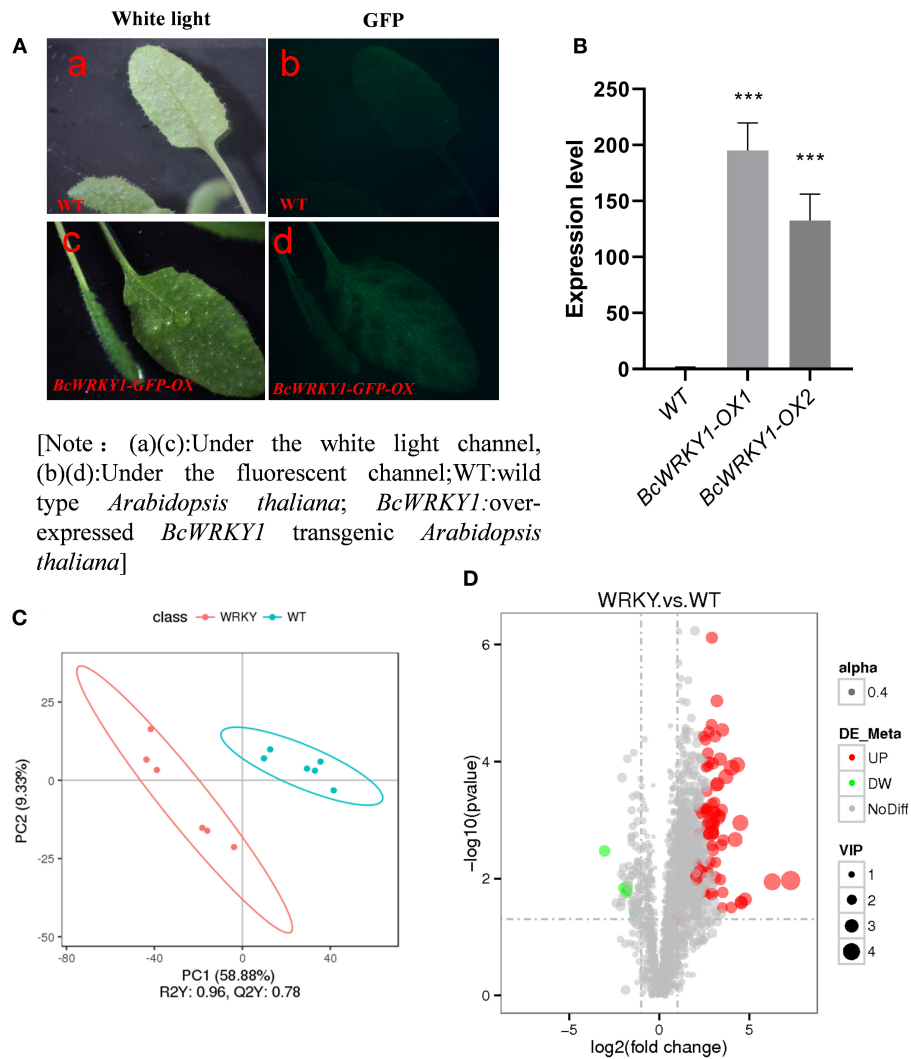 White light
GFP
A
a
b
WT
WT
c
d
BcWRKY1-GFP-OX
BcWRKY1-GFP-OX
[Note：(a)(c):Under the white light channel,
(b)(d):Under the fluorescent channel;WT:wild
type Arabidopsis thaliana; BcWRKY1:over-
expressed BcWRKY1 transgenic Arabidopsis
thaliana]
B
Expression level
250
200
150
100
50
0
***
***
WT
BcWRKY1-OX1
BcWRKY1-OX2
C
class WRKY WT
PC2 (9.33%)
25
0
-25
-50
-80
-40
0
40
PC1 (58.88%)
R2Y: 0.96, Q2Y: 0.78
D
WRKY.vs.WT
−log10(pvalue)
6
4
2
0
−5
0
5
log2(fold change)
alpha
0.4
DE_Meta
UP
DW
NoDiff
VIP
1
2
3
4